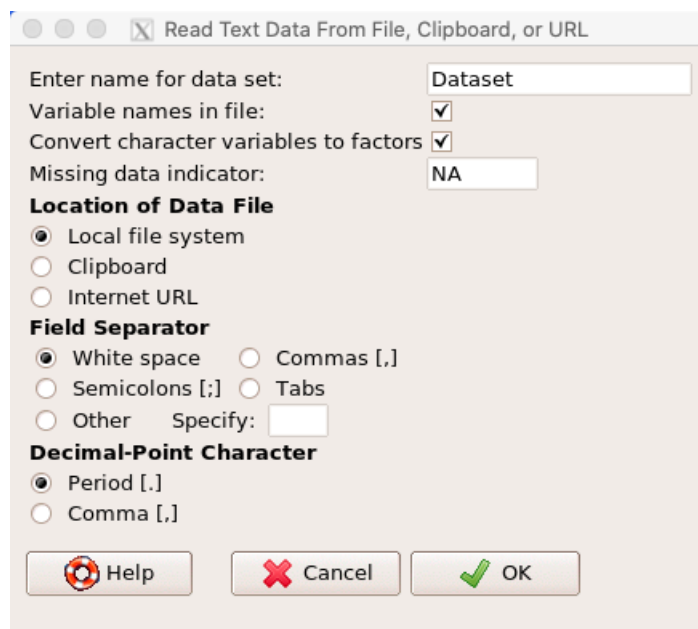 Read Text Data From File, Clipboard, or URL
Enter name for data set: Dataset
Variable names in file:
Convert character variables to factors
Missing data indicator: NA
Location of Data File
Local file system
Clipboard
Internet URL
Field Separator
White space Commas [,]
Semicolons [;] Tabs
Other Specify:
Decimal-Point Character
Period [.]
Comma [,]
Help Cancel OK